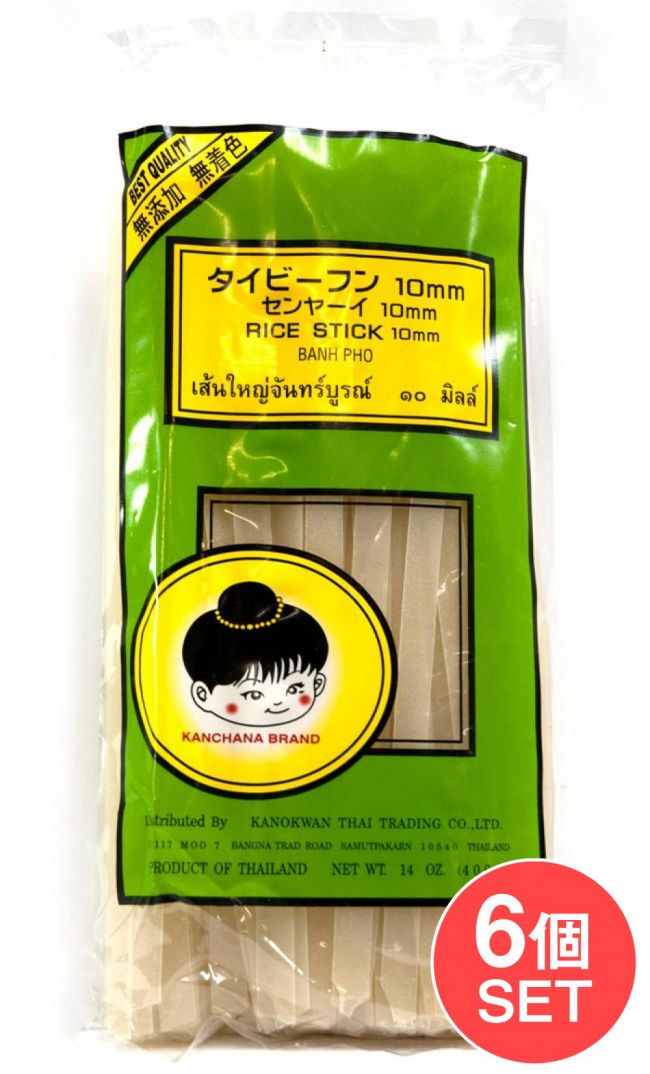 BEST QUALITY
無添加 無着色
タイビーフン 10mm
センヤーイ 10mm
RICE STICK 10mm
BANH PHO
เส้นใหญ่จันทร์บูรณ์ ๑๐ มิลล์
KANCHANA BRAND
Distributed By KANOKWAN THAI TRADING CO.,LTD.
117 MOO 7 BANGNA TRAD ROAD SAMUTPAKARN 10540 THAILAND
PRODUCT OF THAILAND NET WT. 14 OZ.
6個
SET